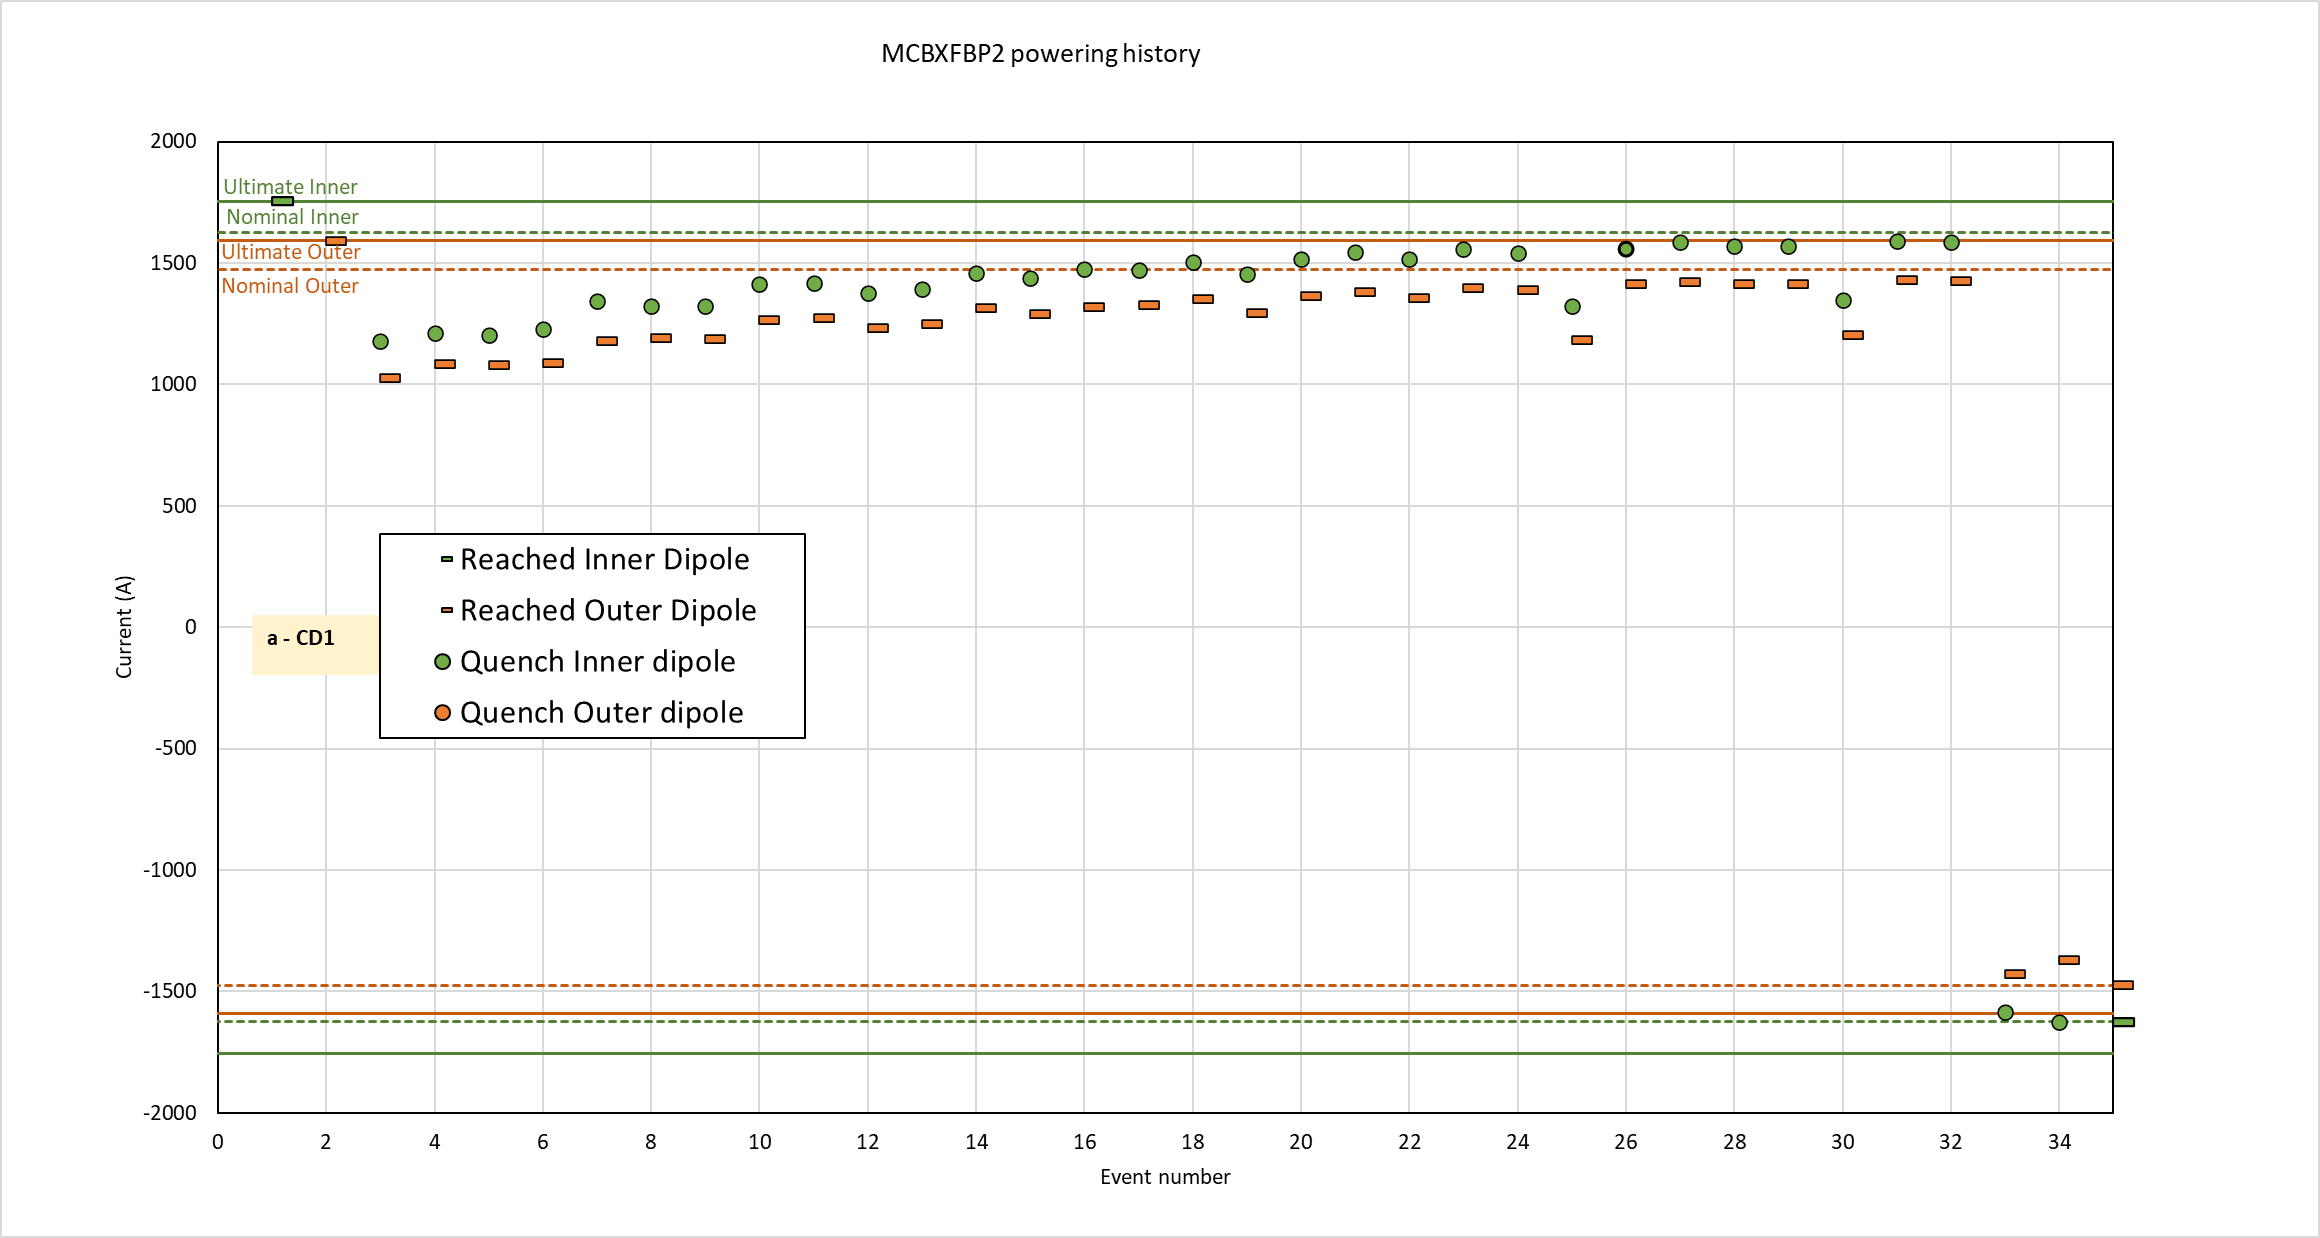 MCBXFBP2 powering history
2000
1500
1000
500
0
-500
-1000
-1500
-2000
Current (A)
Ultimate Inner
Nominal Inner
Ultimate Outer
Nominal Outer
a - CD1
Reached Inner Dipole
Reached Outer Dipole
Quench Inner dipole
Quench Outer dipole
0 2 4 6 8 10 12 14 16 18 20 22 24 26 28 30 32 34
Event number